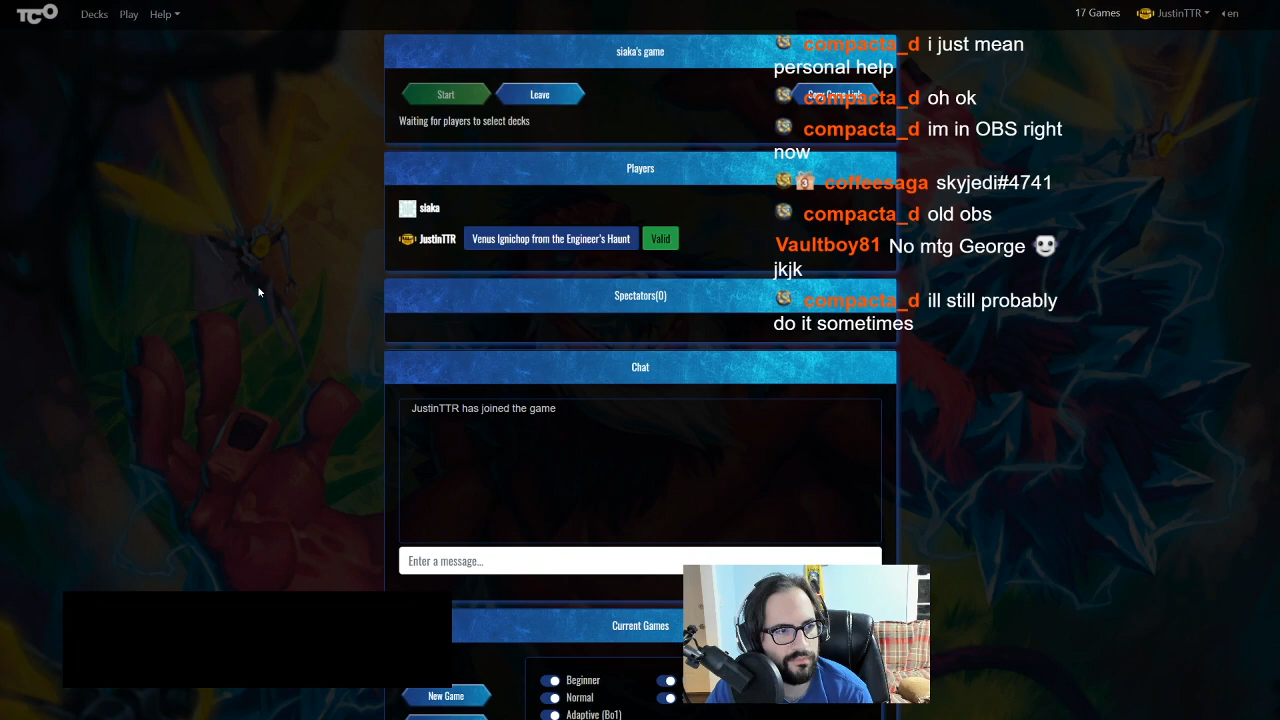 TCO Decks Play Help 17 Games JustinTTR en
siaka's game
Start Leave
Waiting for players to select decks
Players
siaka
JustinTTR Venus Ignichop from the Engineer's Haunt Valid
Spectators(0)
Chat
JustinTTR has joined the game
Enter a message...
Current Games
New Game
Beginner
Normal
Adaptive (Bo1)
compacta_d i just mean
personal help
compacta_d oh ok
compacta_d im in OBS right
now
3 coffeesaga skyjedi#4741
compacta_d old obs
Vaultboy81 No mtg George
jkjk
compacta_d ill still probably
do it sometimes